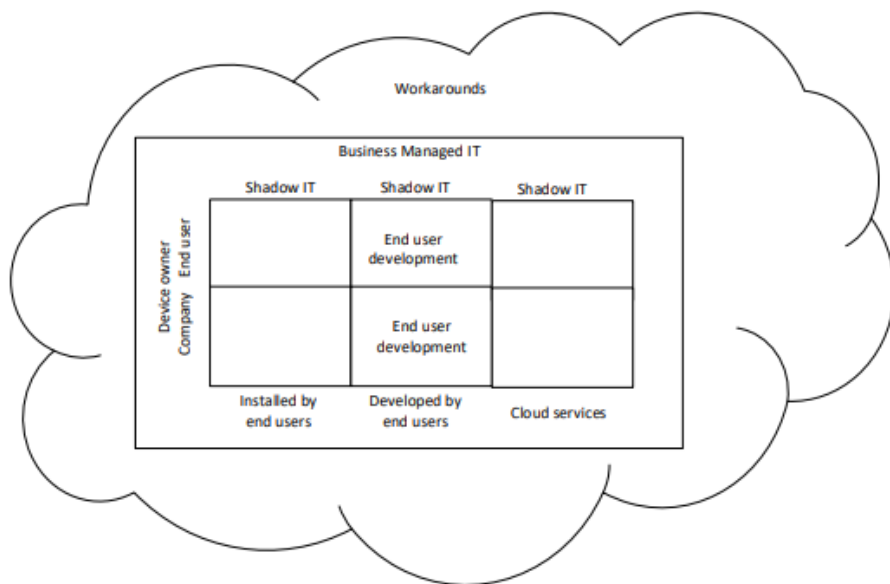 Workarounds
Business Managed IT
Shadow IT
Shadow IT
Shadow IT
Device owner
End user
Company
End user
development
End user
development
Installed by
end users
Developed by
end users
Cloud services